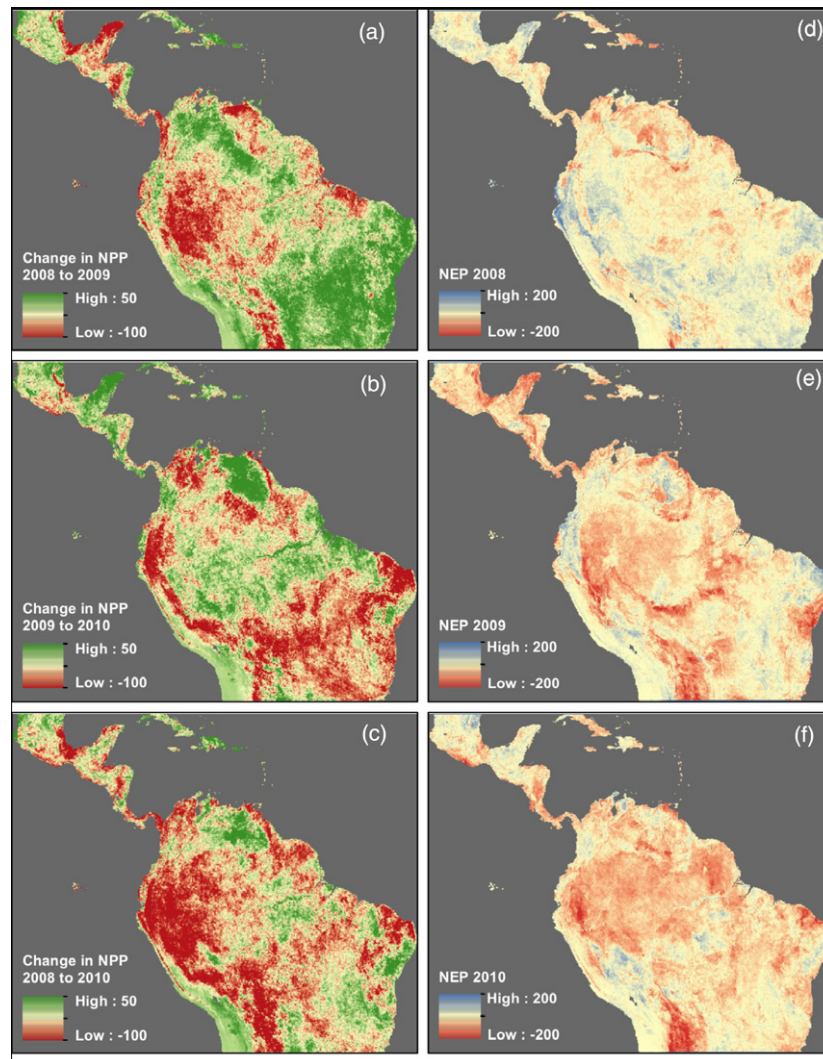 (a)
Change in NPP
2008 to 2009
High : 50
Low : -100
(d)
NEP 2008
High : 200
Low : -200
(b)
Change in NPP
2009 to 2010
High : 50
Low : -100
(e)
NEP 2009
High : 200
Low : -200
(c)
Change in NPP
2008 to 2010
High : 50
Low : -100
(f)
NEP 2010
High : 200
Low : -200